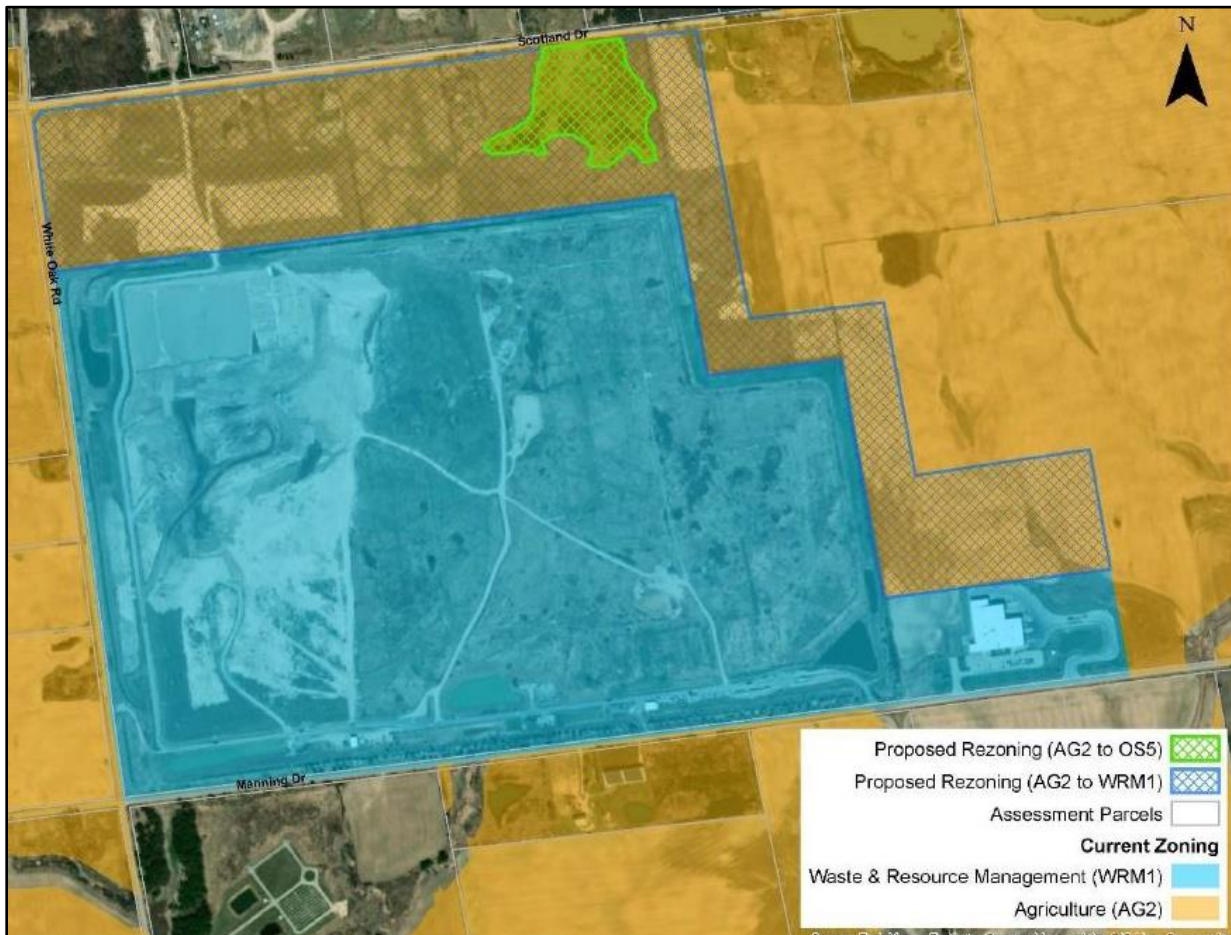 Scotland Dr
N
White Oak Rd
Manning Dr
Proposed Rezoning (AG2 to OS5)
Proposed Rezoning (AG2 to WRM1)
Assessment Parcels
Current Zoning
Waste & Resource Management (WRM1)
Agriculture (AG2)